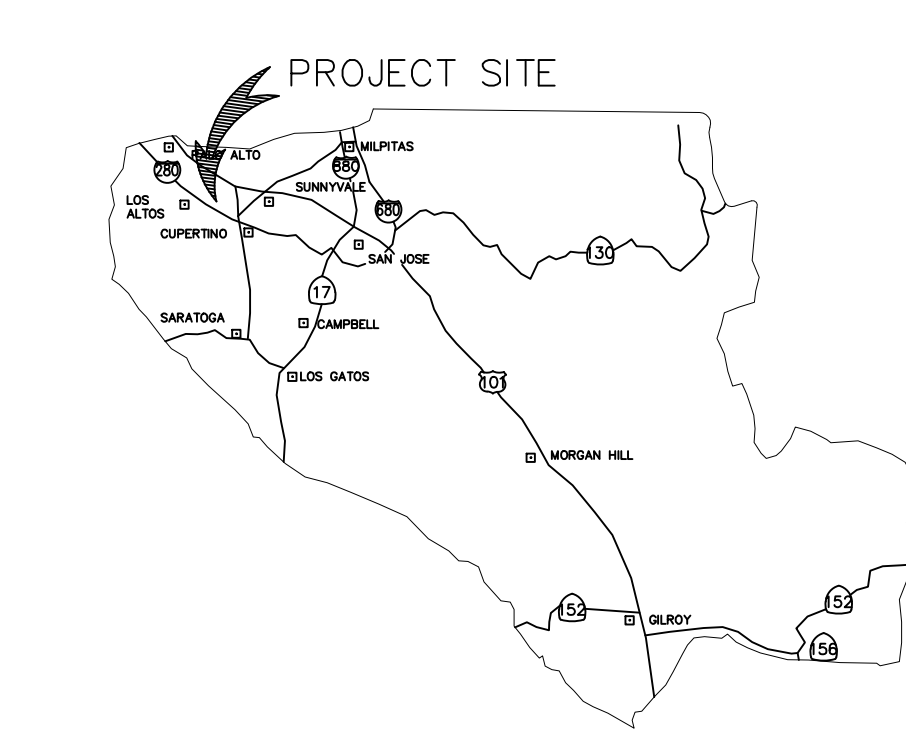 PROJECT SITE
MILPITAS
PALO ALTO
280
880
SUNNYVALE
LOS
ALTOS
680
CUPERTINO
130
SAN JOSE
17
SARATOGA
CAMPBELL
LOS GATOS
101
MORGAN HILL
152
152
GILROY
156